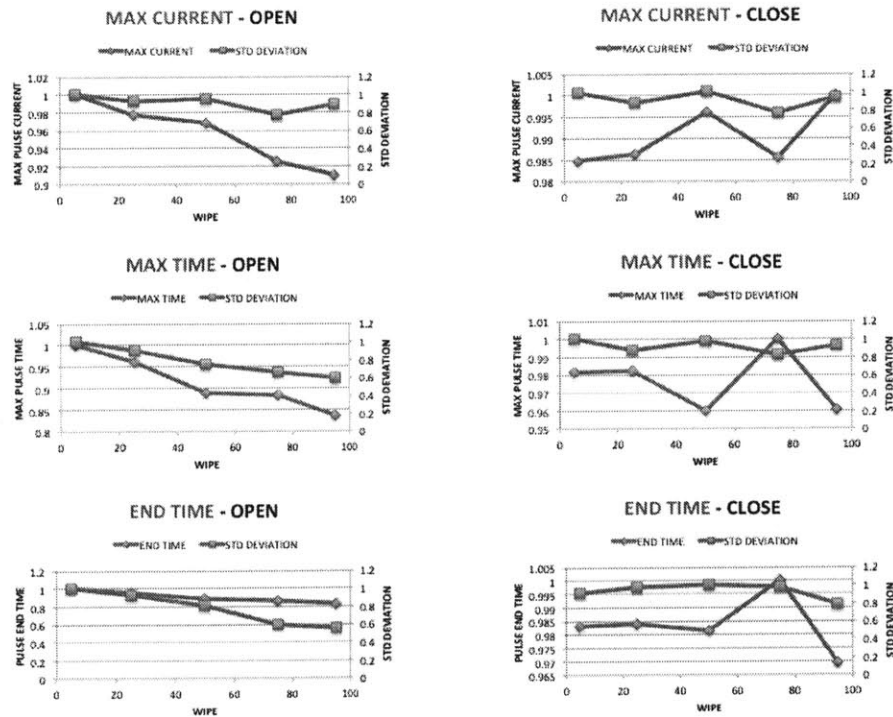 MAX CURRENT - OPEN
MAX CURRENT STD DEVIATION
1.02
1
0.98
0.96
0.94
0.92
0.9
1.2
1
0.8
0.6
0.4
0.2
0
MAX PULSE CURRENT
STD DEVIATION
0 20 40 60 80 100
WIPE
MAX CURRENT - CLOSE
MAX CURRENT STD DEVIATION
1.005
1
0.995
0.99
0.985
0.98
1.2
1
0.8
0.6
0.4
0.2
0
MAX PULSE CURRENT
STD DEVIATION
0 20 40 60 80 100
WIPE
MAX TIME - OPEN
MAX TIME STD DEVIATION
1.05
1
0.95
0.9
0.85
0.8
1.2
1
0.8
0.6
0.4
0.2
0
MAX PULSE TIME
STD DEVIATION
0 20 40 60 80 100
WIPE
MAX TIME - CLOSE
MAX TIME STD DEVIATION
1.01
1
0.99
0.98
0.97
0.96
0.95
1.2
1
0.8
0.6
0.4
0.2
0
MAX PULSE TIME
STD DEVIATION
0 20 40 60 80 100
WIPE
END TIME - OPEN
END TIME STD DEVIATION
1.2
1
0.8
0.6
0.4
0.2
0
1.2
1
0.8
0.6
0.4
0.2
0
PULSE END TIME
STD DEVIATION
0 20 40 60 80 100
WIPE
END TIME - CLOSE
END TIME STD DEVIATION
1.005
1
0.995
0.99
0.985
0.98
0.975
0.97
0.965
1.2
1
0.8
0.6
0.4
0.2
0
PULSE END TIME
STD DEVIATION
0 20 40 60 80 100
WIPE